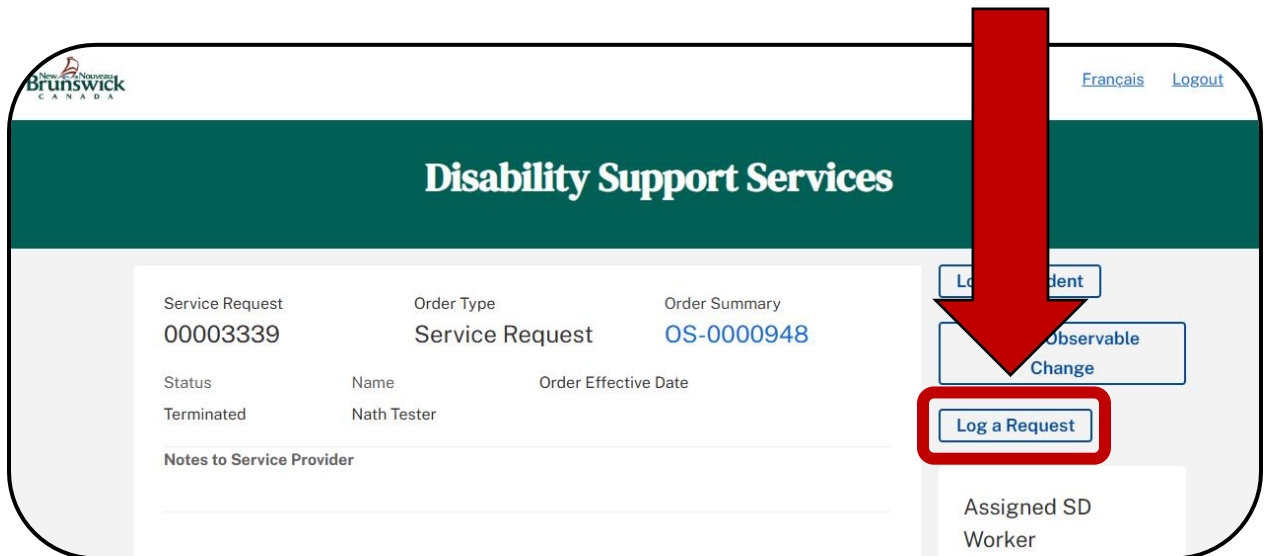 New Nouveau
Brunswick
CANADA
Français Logout
Disability Support Services
Service Request Order Type Order Summary
00003339 Service Request OS-0000948
Status Name Order Effective Date
Terminated Nath Tester
Notes to Service Provider
Observable
Change
Log a Request
Assigned SD
Worker